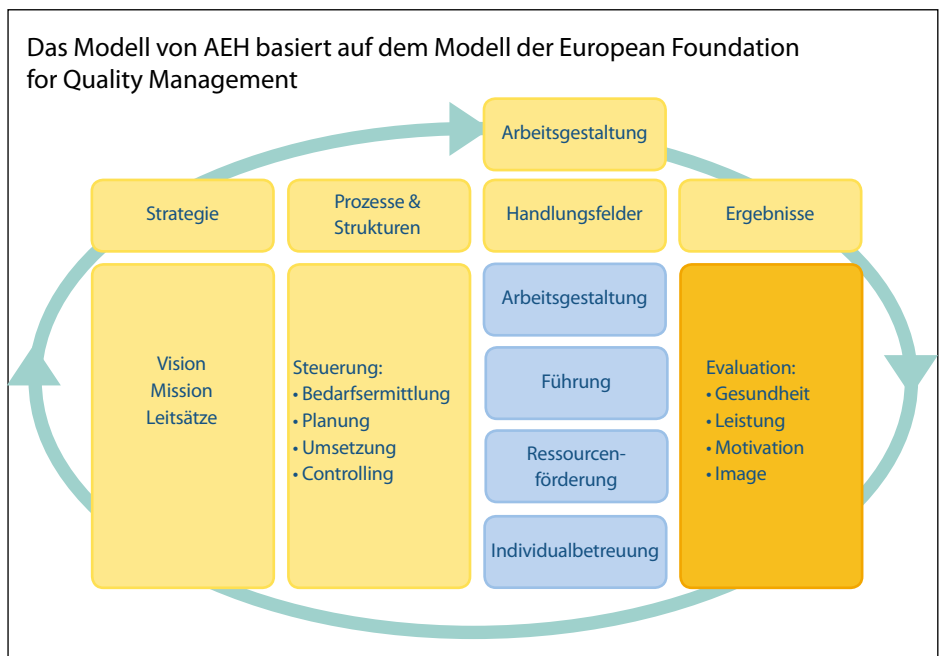 Das Modell von AEH basiert auf dem Modell der European Foundation
for Quality Management
Arbeitsgestaltung
Strategie
Prozesse &
Strukturen
Handlungsfelder
Ergebnisse
Vision
Mission
Leitsätze
Steuerung:
• Bedarfsermittlung
• Planung
• Umsetzung
• Controlling
Arbeitsgestaltung
Führung
Ressourcen-
förderung
Individualbetreuung
Evaluation:
• Gesundheit
• Leistung
• Motivation
• Image